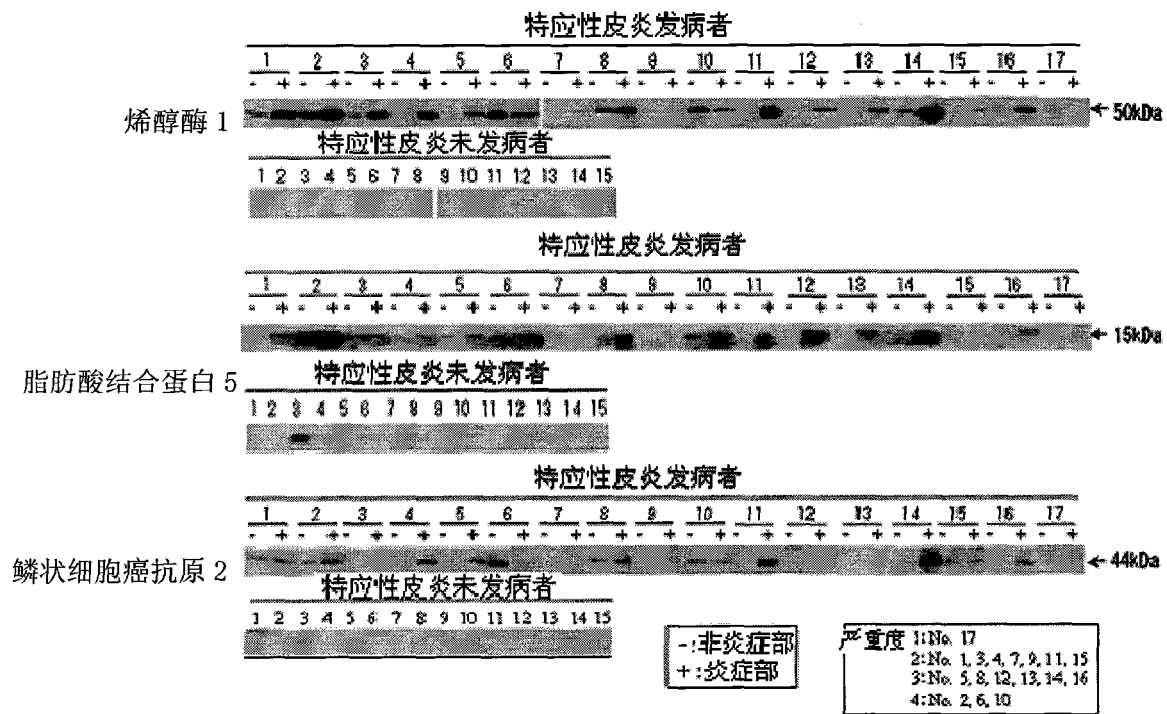 特应性皮炎发病者
1 2 3 4 5 6 7 8 9 10 11 12 13 14 15 16 17
- + - + - + - + - + - + - + - + - + - + - + - + - + - + - + - + - +
烯醇酶 1
←50kDa
特应性皮炎未发病者
1 2 3 4 5 6 7 8 9 10 11 12 13 14 15
特应性皮炎发病者
1 2 3 4 5 6 7 8 9 10 11 12 13 14 15 16 17
- + - + - + - + - + - + - + - + - + - + - + - + - + - + - + - + - +
←15kDa
脂肪酸结合蛋白 5
特应性皮炎未发病者
1 2 3 4 5 6 7 8 9 10 11 12 13 14 15
特应性皮炎发病者
1 2 3 4 5 6 7 8 9 10 11 12 13 14 15 16 17
- + - + - + - + - + - + - + - + - + - + - + - + - + - + - + - + - +
鳞状细胞癌抗原 2
←44kDa
特应性皮炎未发病者
1 2 3 4 5 6 7 8 9 10 11 12 13 14 15
-:非炎症部
+:炎症部
严重度 1:No. 17
2:No. 1, 3, 4, 7, 9, 11, 15
3:No. 5, 8, 12, 13, 14, 16
4:No. 2, 6, 10